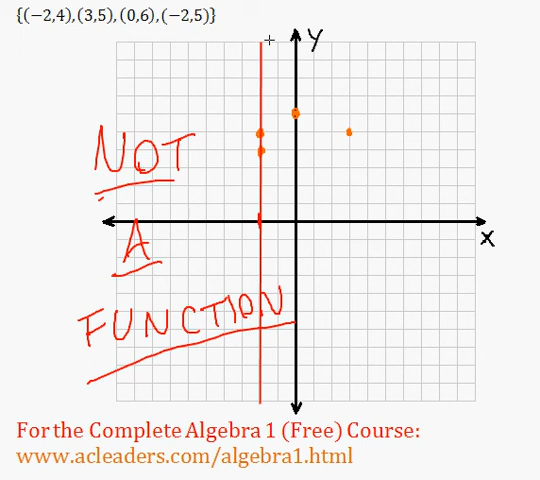 {(−2,4),(3,5),(0,6),(−2,5)}
Y
NOT
X
A
FUNCTION
For the Complete Algebra 1 (Free) Course:
www.acleaders.com/algebra1.html